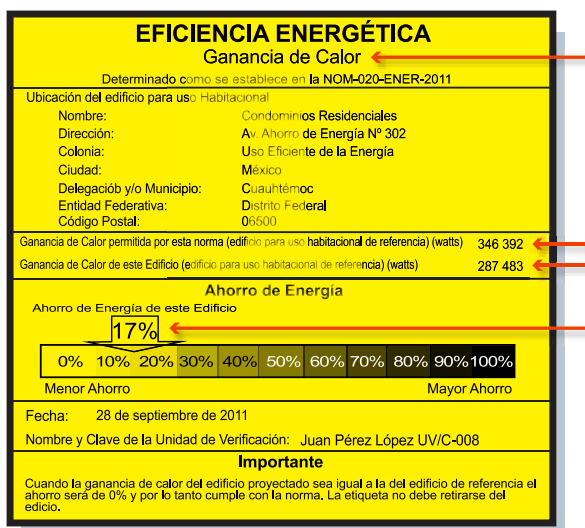 EFICIENCIA ENERGÉTICA
Ganancia de Calor
Determinado como se establece en la NOM-020-ENER-2011
Ubicación del edificio para uso Habitacional
Nombre: Condominios Residenciales
Dirección: Av. Ahorro de Energía Nº 302
Colonia: Uso Eficiente de la Energía
Ciudad: México
Delegaciób y/o Municipio: Cuauhtémoc
Entidad Federativa: Distrito Federal
Código Postal: 06500
Ganancia de Calor permitida por esta norma (edificio para uso habitacional de referencia) (watts) 346 392
Ganancia de Calor de este Edificio (edificio para uso habitacional de referencia) (watts) 287 483
Ahorro de Energía
Ahorro de Energía de este Edificio
17%
0% 10% 20% 30% 40% 50% 60% 70% 80% 90% 100%
Menor Ahorro Mayor Ahorro
Fecha: 28 de septiembre de 2011
Nombre y Clave de la Unidad de Verificación: Juan Pérez López UV/C-008
Importante
Cuando la ganancia de calor del edificio proyectado sea igual a la del edificio de referencia el
ahorro será de 0% y por lo tanto cumple con la norma. La etiqueta no debe retirarse del
edicio.